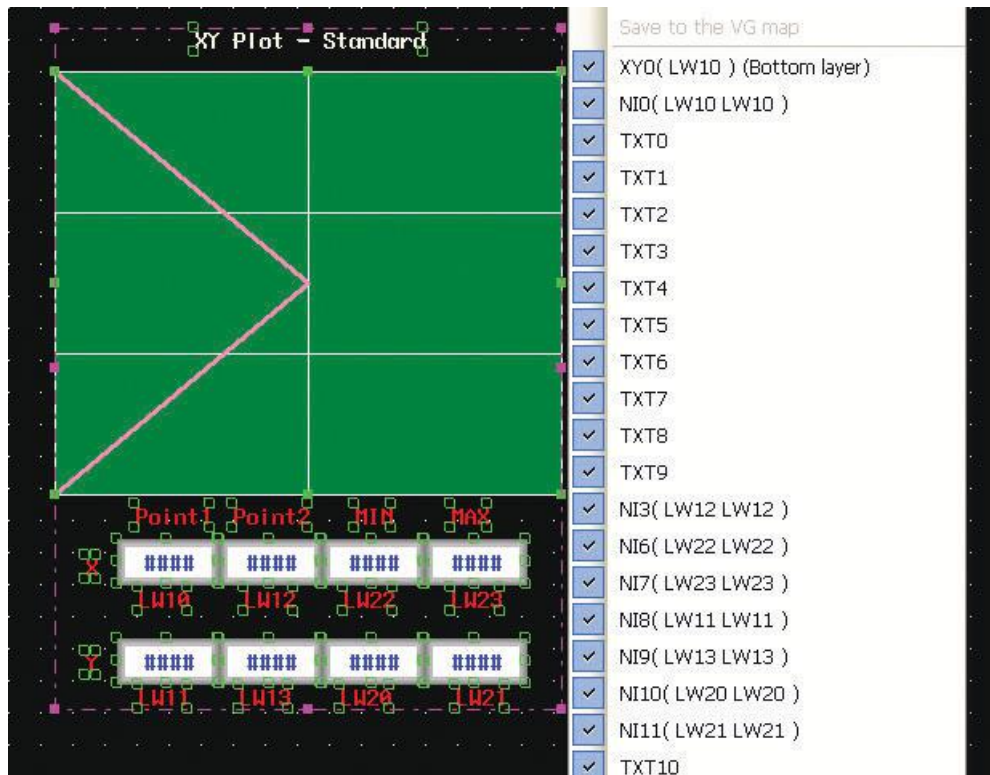 XY Plot - Standard
Point1 Point2 MIN MAX
X #### #### #### ####
LW10 LW12 LW22 LW23
Y #### #### #### ####
LW11 LW13 LW20 LW21
Save to the VG map
XY0( LW10 ) (Bottom layer)
NI0( LW10 LW10 )
TXT0
TXT1
TXT2
TXT3
TXT4
TXT5
TXT6
TXT7
TXT8
TXT9
NI3( LW12 LW12 )
NI6( LW22 LW22 )
NI7( LW23 LW23 )
NI8( LW11 LW11 )
NI9( LW13 LW13 )
NI10( LW20 LW20 )
NI11( LW21 LW21 )
TXT10